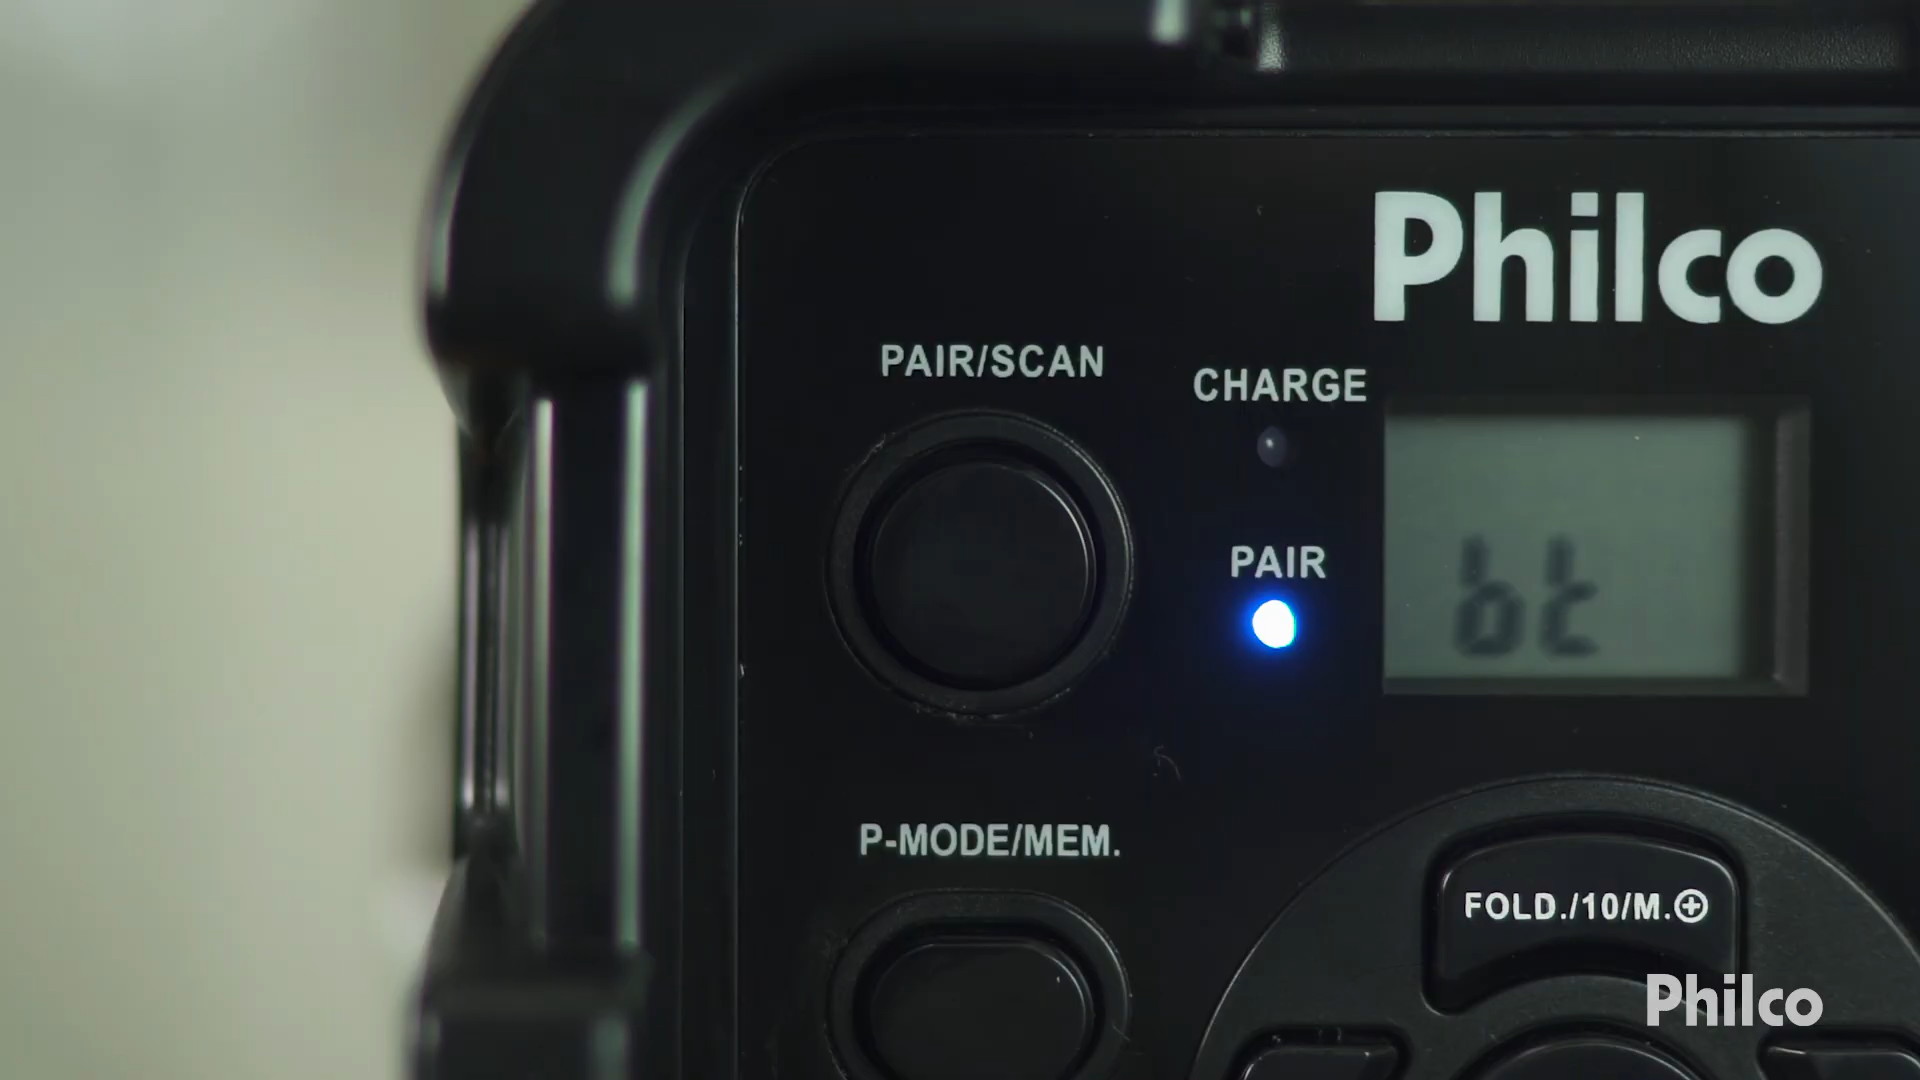 Philco
PAIR/SCAN
CHARGE
PAIR
bt
P-MODE/MEM.
FOLD./10/M.⊕
Philco